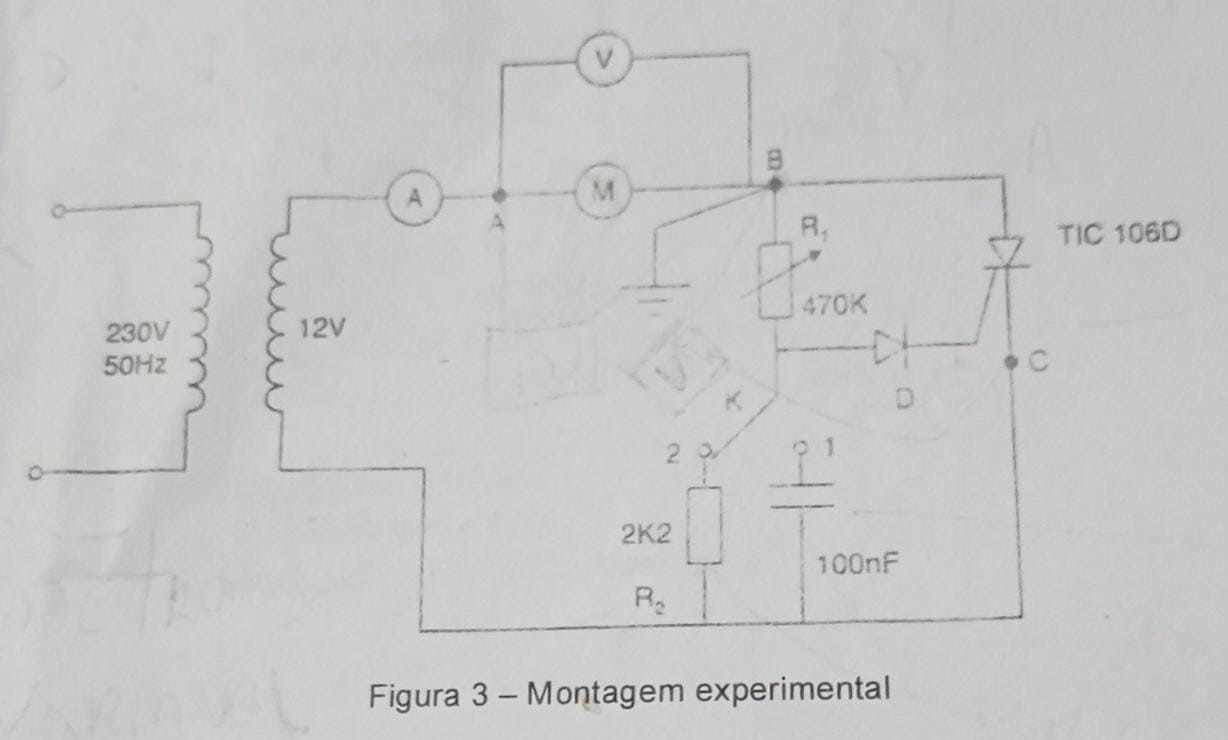 V
B
A
M
A
R₁
TIC 106D
470K
230V
50Hz
12V
C
D
K
2
1
2K2
100nF
R₂
Figura 3 – Montagem experimental